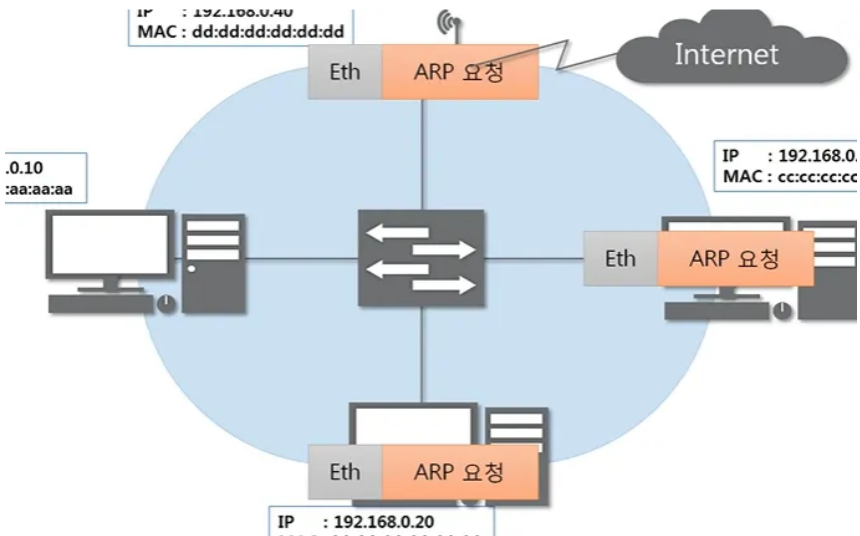 IP : 192.168.0.40
MAC : dd:dd:dd:dd:dd:dd
Eth ARP 요청
Internet
.0.10
:aa:aa:aa
IP : 192.168.0.
MAC : cc:cc:cc:cc
Eth ARP 요청
Eth ARP 요청
IP : 192.168.0.20